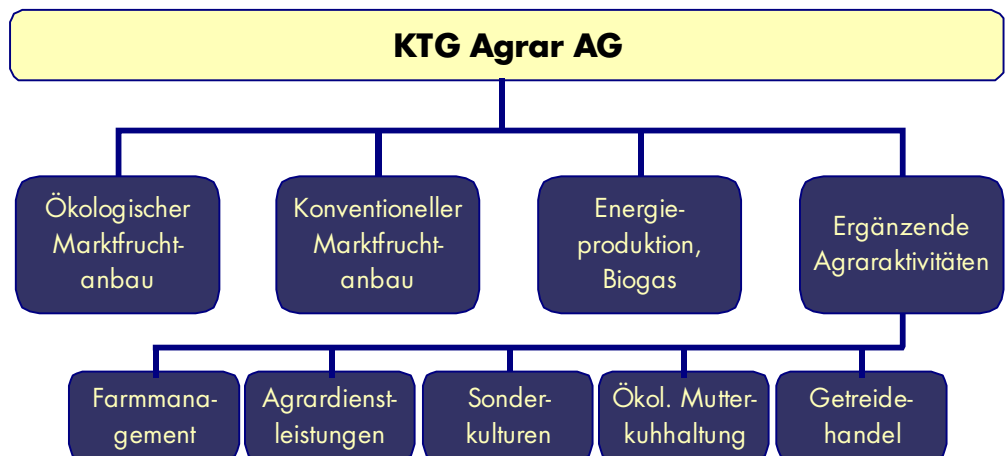 KTG Agrar AG
Ökologischer
Marktfrucht-
anbau
Konventioneller
Marktfrucht-
anbau
Energie-
produktion,
Biogas
Ergänzende
Agraraktivitäten
Farmmana-
gement
Agrardienst-
leistungen
Sonder-
kulturen
Ökol. Mutter-
kuhhaltung
Getreide-
handel